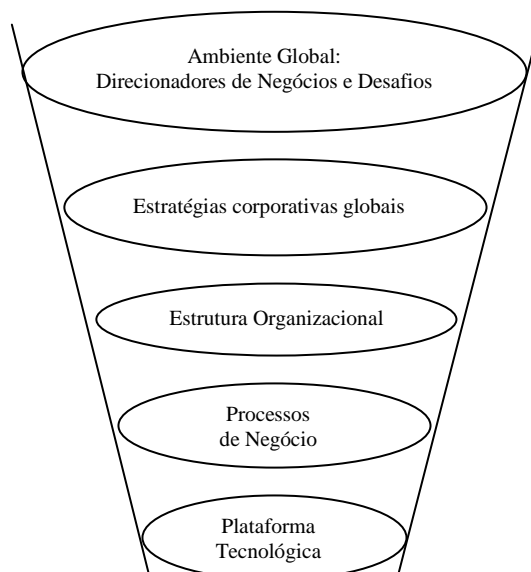 Ambiente Global:
Direcionadores de Negócios e Desafios
Estratégias corporativas globais
Estrutura Organizacional
Processos
de Negócio
Plataforma
Tecnológica